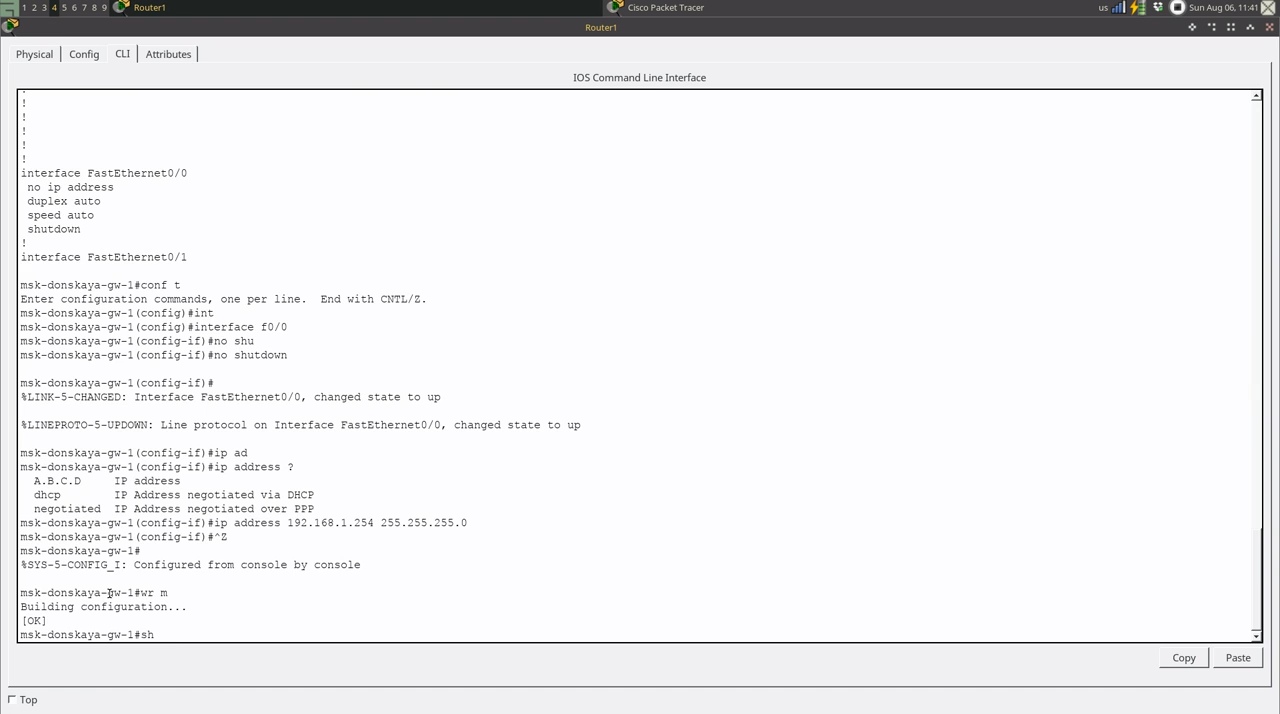 1 2 3 4 5 6 7 8 9 Router1 Cisco Packet Tracer us Sun Aug 06, 11:41
Router1
Physical Config CLI Attributes
IOS Command Line Interface
!
!
!
!
!
interface FastEthernet0/0
no ip address
duplex auto
speed auto
shutdown
!
interface FastEthernet0/1
msk-donskaya-gw-1#conf t
Enter configuration commands, one per line.  End with CNTL/Z.
msk-donskaya-gw-1(config)#int
msk-donskaya-gw-1(config)#interface f0/0
msk-donskaya-gw-1(config-if)#no shu
msk-donskaya-gw-1(config-if)#no shutdown
msk-donskaya-gw-1(config-if)#
%LINK-5-CHANGED: Interface FastEthernet0/0, changed state to up
%LINEPROTO-5-UPDOWN: Line protocol on Interface FastEthernet0/0, changed state to up
msk-donskaya-gw-1(config-if)#ip ad
msk-donskaya-gw-1(config-if)#ip address ?
A.B.C.D IP address
dhcp IP Address negotiated via DHCP
negotiated IP Address negotiated over PPP
msk-donskaya-gw-1(config-if)#ip address 192.168.1.254 255.255.255.0
msk-donskaya-gw-1(config-if)#^Z
msk-donskaya-gw-1#
%SYS-5-CONFIG_I: Configured from console by console
msk-donskaya-gw-1#wr m
Building configuration...
[OK]
msk-donskaya-gw-1#sh
Copy Paste
Top